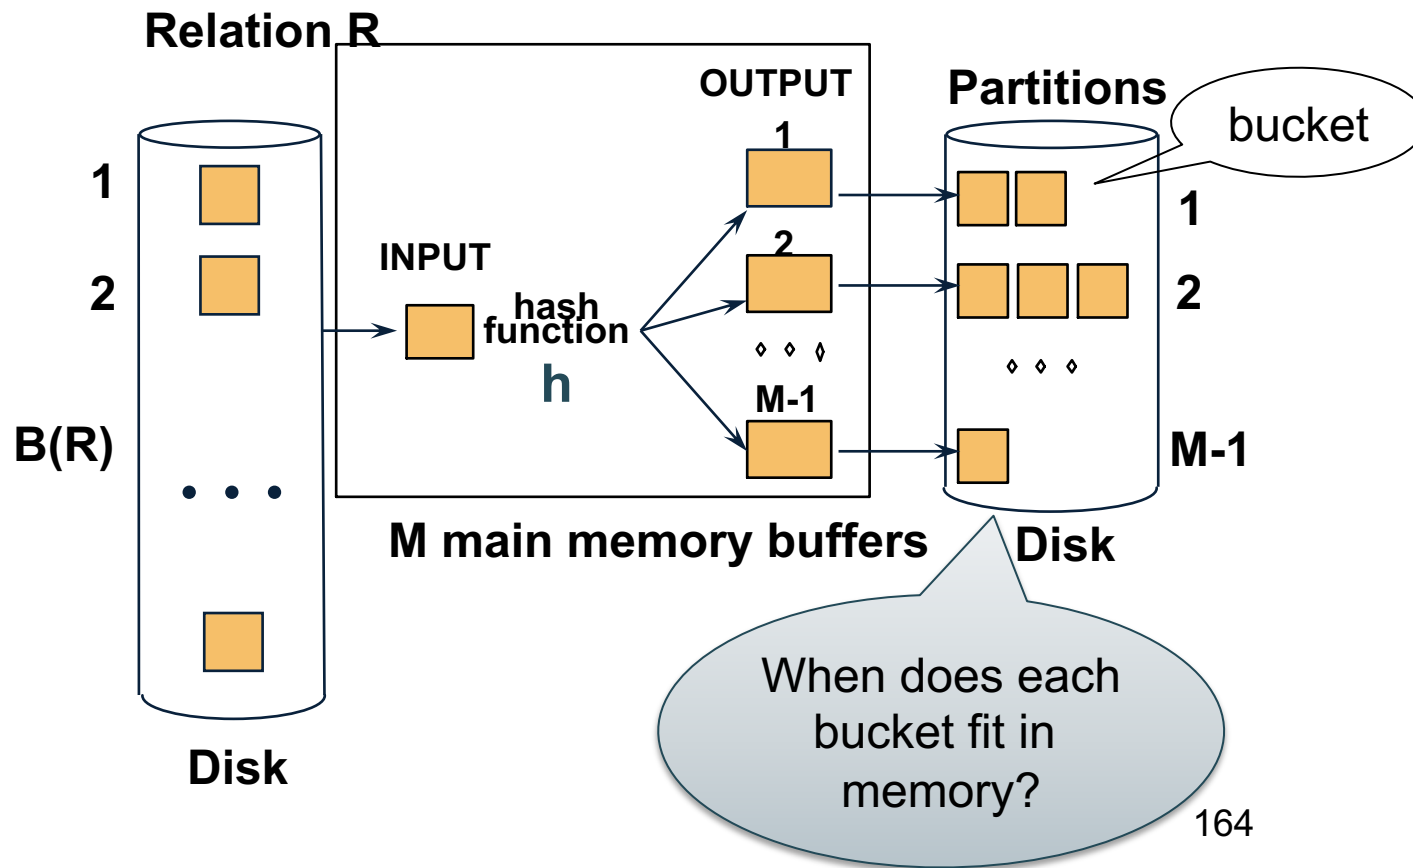 Relation R
1
2
B(R)
Disk
INPUT
hash
function
h
OUTPUT
1
2
M-1
M main memory buffers
Partitions
bucket
1
2
M-1
Disk
When does each
bucket fit in
memory?
164